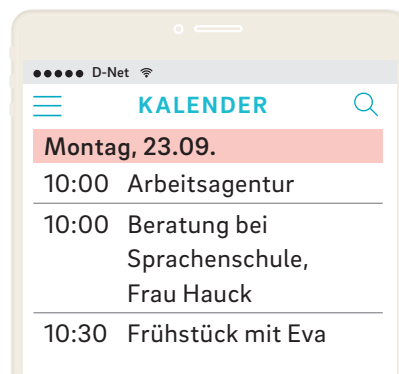 D-Net
KALENDER
Montag, 23.09.
10:00 Arbeitsagentur
10:00 Beratung bei
Sprachenschule,
Frau Hauck
10:30 Frühstück mit Eva